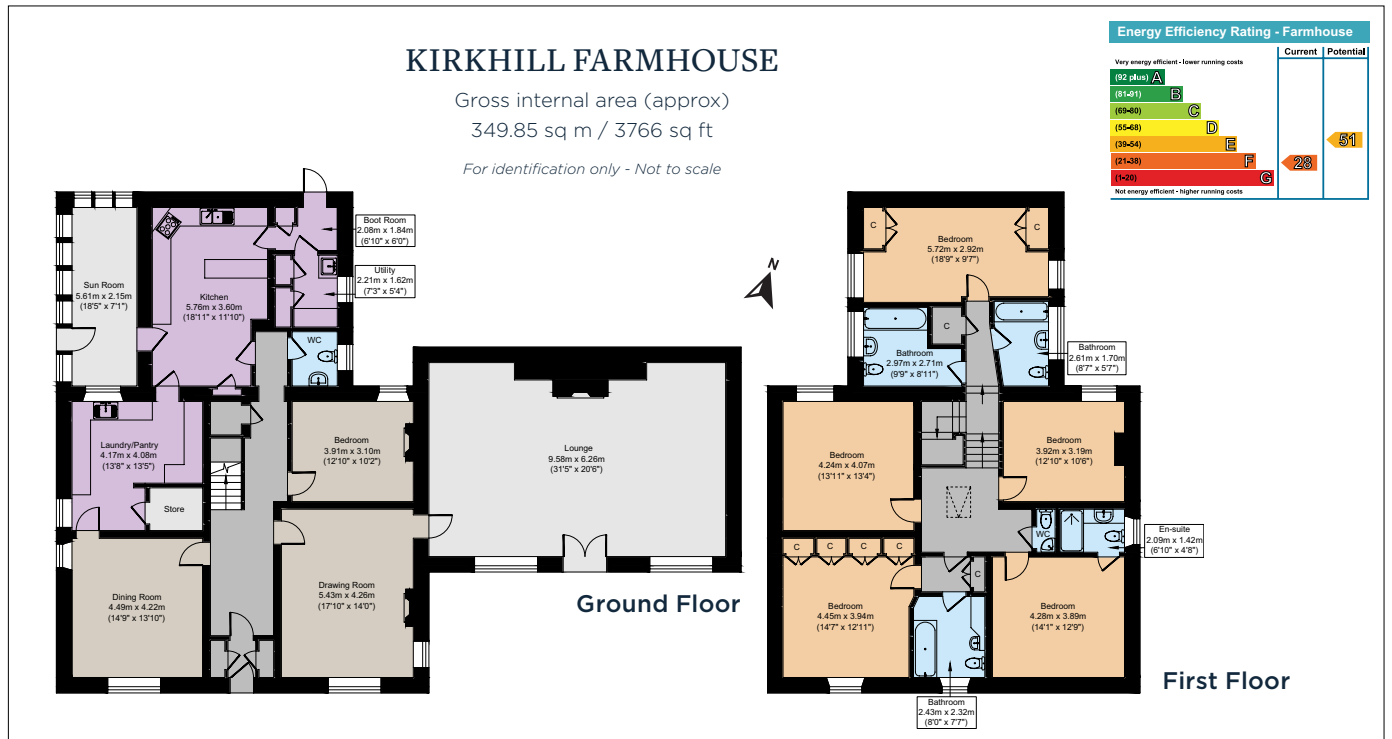 KIRKHILL FARMHOUSE
Gross internal area (approx)
349.85 sq m / 3766 sq ft
For identification only - Not to scale
Energy Efficiency Rating - Farmhouse
Current
Potential
Very energy efficient - lower running costs
(92 plus) A
(81-91) B
(69-80) C
(55-68) D
(39-54) E
(21-38) F
(1-20) G
51
28
Not energy efficient - higher running costs
N
Sun Room
5.61m x 2.15m
(18'5" x 7'1")
Kitchen
5.76m x 3.60m
(18'11" x 11'10")
Boot Room
2.08m x 1.84m
(6'10" x 6'0")
Utility
2.21m x 1.62m
(7'3" x 5'4")
WC
Laundry/Pantry
4.17m x 4.08m
(13'8" x 13'5")
Store
Bedroom
3.91m x 3.10m
(12'10" x 10'2")
Lounge
9.58m x 6.26m
(31'5" x 20'6")
Dining Room
4.49m x 4.22m
(14'9" x 13'10")
Drawing Room
5.43m x 4.26m
(17'10" x 14'0")
Ground Floor
C
Bedroom
5.72m x 2.92m
(18'9" x 9'7")
C
C
Bathroom
2.97m x 2.71m
(9'9" x 8'11")
Bathroom
2.61m x 1.70m
(8'7" x 5'7")
Bedroom
4.24m x 4.07m
(13'11" x 13'4")
Bedroom
3.92m x 3.19m
(12'10" x 10'6")
WC
En-suite
2.09m x 1.42m
(6'10" x 4'8")
C C C C
C
Bedroom
4.45m x 3.94m
(14'7" x 12'11")
Bedroom
4.28m x 3.89m
(14'1" x 12'9")
Bathroom
2.43m x 2.32m
(8'0" x 7'7")
First Floor